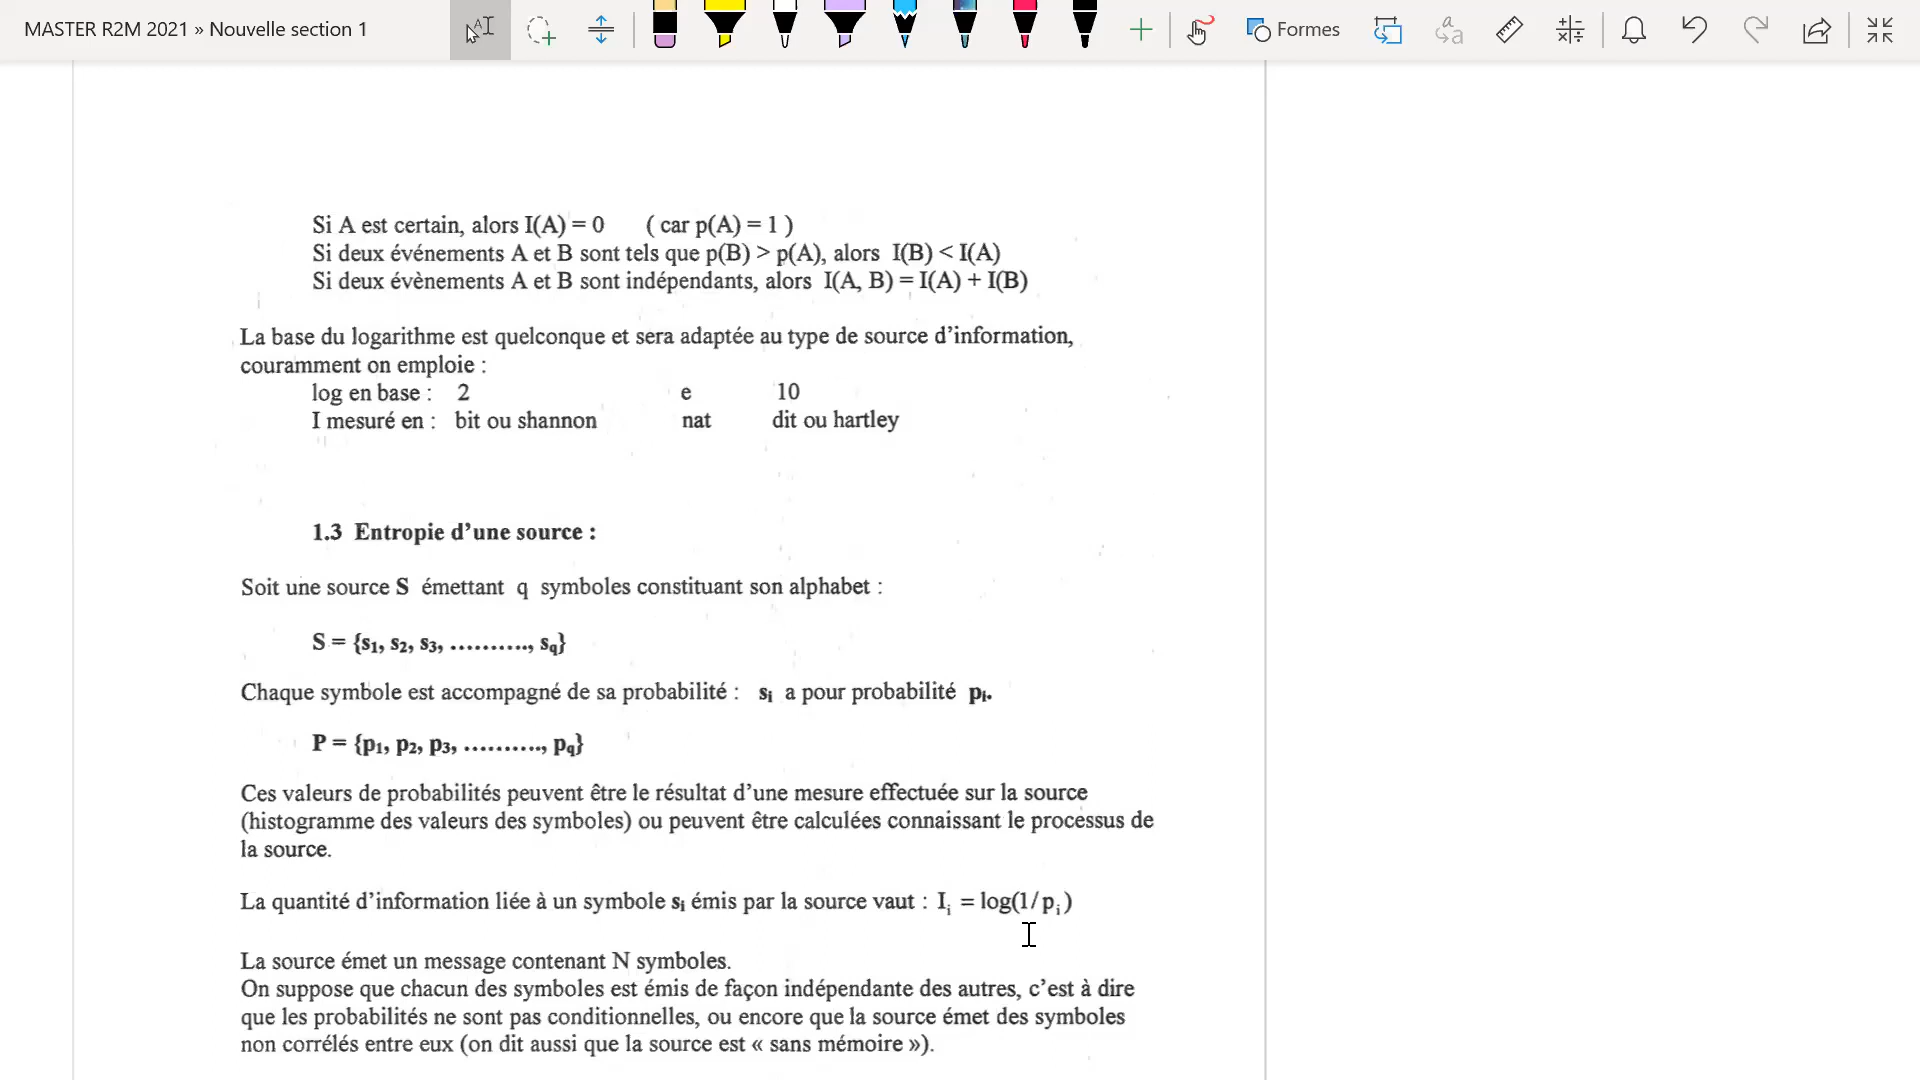 MASTER R2M 2021 » Nouvelle section 1
Formes
Si A est certain, alors I(A) = 0 ( car p(A) = 1 )
Si deux événements A et B sont tels que p(B) > p(A), alors I(B) < I(A)
Si deux évènements A et B sont indépendants, alors I(A, B) = I(A) + I(B)
La base du logarithme est quelconque et sera adaptée au type de source d’information,
couramment on emploie :
log en base : 2 e 10
I mesuré en : bit ou shannon nat dit ou hartley
1.3 Entropie d’une source :
Soit une source S émettant q symboles constituant son alphabet :
S = {s₁, s₂, s₃, .........., s_q}
Chaque symbole est accompagné de sa probabilité : sᵢ a pour probabilité pᵢ.
P = {p₁, p₂, p₃, .........., p_q}
Ces valeurs de probabilités peuvent être le résultat d’une mesure effectuée sur la source
(histogramme des valeurs des symboles) ou peuvent être calculées connaissant le processus de
la source.
La quantité d’information liée à un symbole sᵢ émis par la source vaut : Iᵢ = log(1/pᵢ)
La source émet un message contenant N symboles.
On suppose que chacun des symboles est émis de façon indépendante des autres, c’est à dire
que les probabilités ne sont pas conditionnelles, ou encore que la source émet des symboles
non corrélés entre eux (on dit aussi que la source est « sans mémoire »).